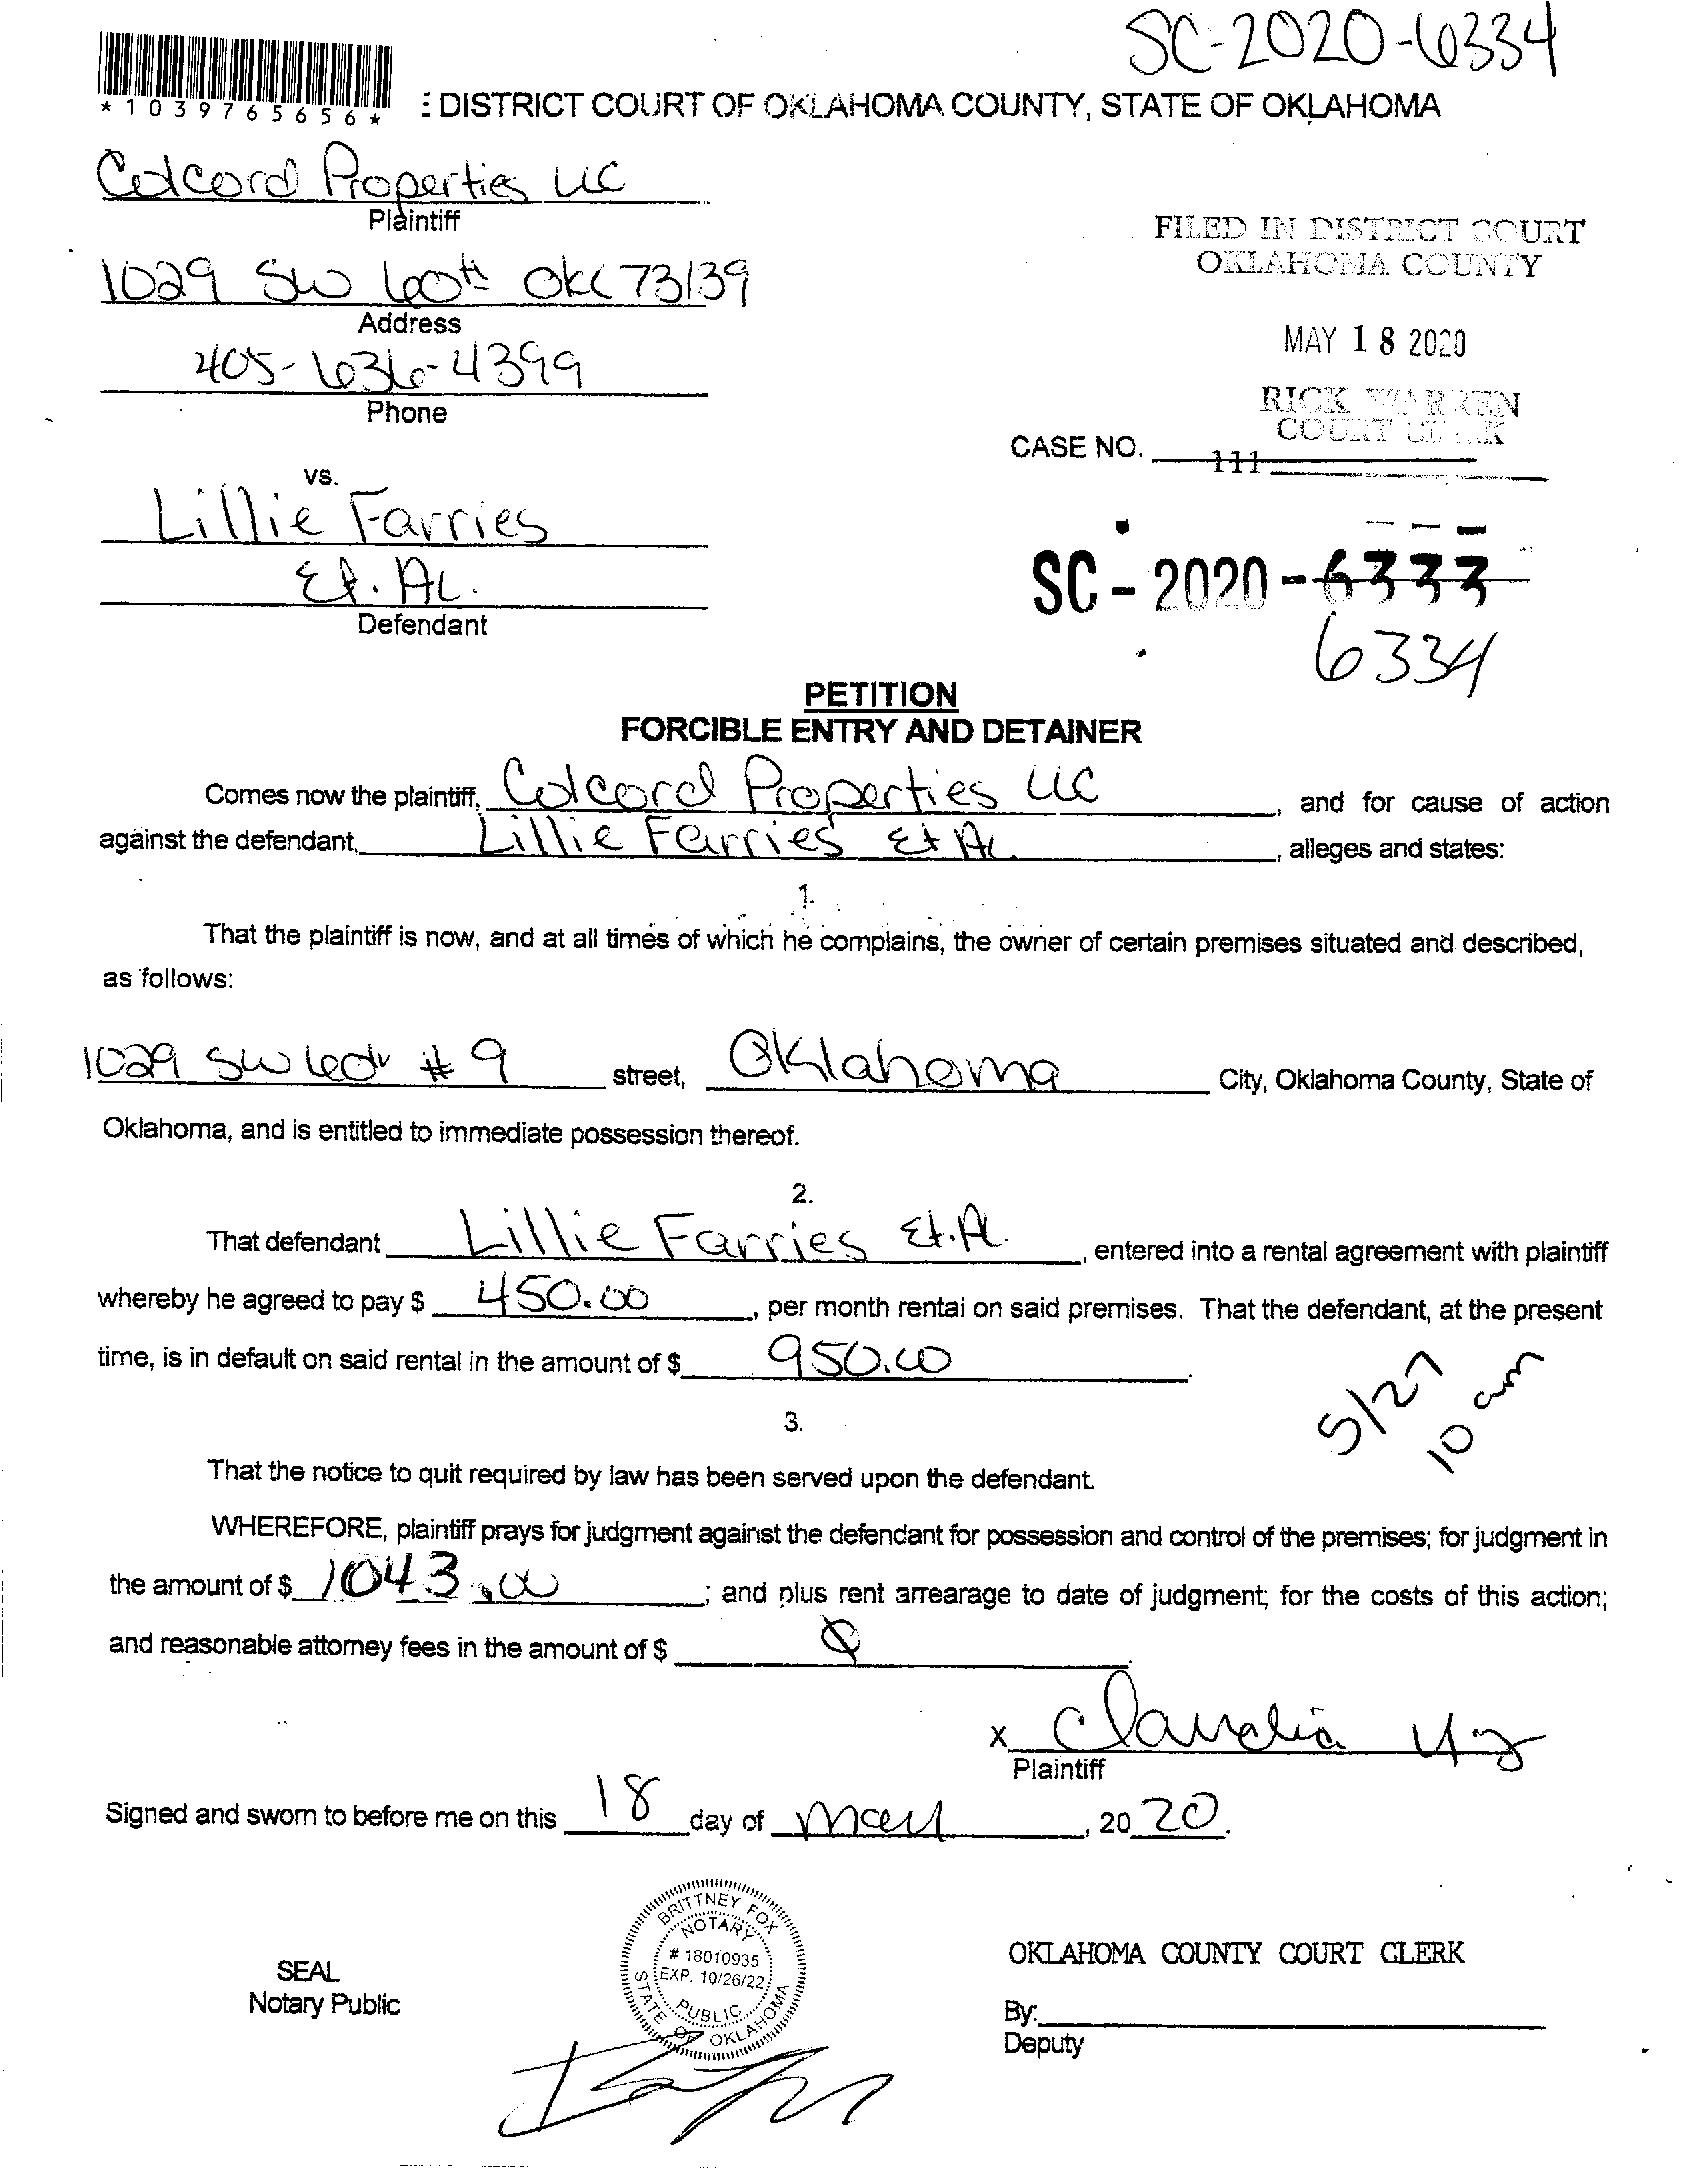 SC-2020-6334
*1039765656*
: DISTRICT COURT OF OKLAHOMA COUNTY, STATE OF OKLAHOMA
Colcord Properties LLC
Plaintiff
FILED IN DISTRICT COURT
OKLAHOMA COUNTY
1029 SW 60th OKC 73139
Address
MAY 18 2020
405-636-4399
Phone
RICK WARREN
COURT CLERK
CASE NO.
111
vs.
Lillie Farries
Et. Al.
Defendant
SC-2020-6333
6334
PETITION
FORCIBLE ENTRY AND DETAINER
Comes now the plaintiff, Colcord Properties LLC, and for cause of action
against the defendant, Lillie Farries Et Al, alleges and states:
1.
That the plaintiff is now, and at all times of which he complains, the owner of certain premises situated and described,
as follows:
1029 SW 60th #9 street, Oklahoma City, Oklahoma County, State of
Oklahoma, and is entitled to immediate possession thereof.
2.
That defendant Lillie Farries Et. Al., entered into a rental agreement with plaintiff
whereby he agreed to pay $ 450.00, per month rental on said premises. That the defendant, at the present
time, is in default on said rental in the amount of $ 950.00.
5/27
10 am
3.
That the notice to quit required by law has been served upon the defendant.
WHEREFORE, plaintiff prays for judgment against the defendant for possession and control of the premises; for judgment in
the amount of $ 1043.00; and plus rent arrearage to date of judgment; for the costs of this action;
and reasonable attorney fees in the amount of $ 0.
x Claudia
Plaintiff
Signed and sworn to before me on this 18 day of May, 2020.
BRITTNEY FOX
NOTARY
# 18010935
EXP. 10/26/22
PUBLIC
STATE OF OKLAHOMA
SEAL
Notary Public
OKLAHOMA COUNTY COURT CLERK
By:
Deputy